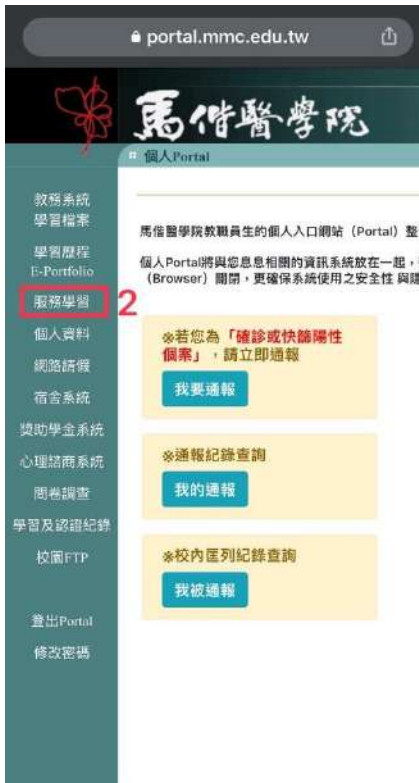 portal.mmc.edu.tw
馬偕醫學院
個人Portal
教務系統
學習檔案
學習歷程
E-Portfolio
服務學習
2
個人資料
網路請假
宿舍系統
獎助學金系統
心理諮商系統
問卷調查
學習及認證紀錄
校園FTP
登出Portal
修改密碼
馬偕醫學院教職員生的個人入口網站（Portal）整
個人Portal將與您息息相關的資訊系統放在一起，
（Browser）關閉，更確保系統使用之安全性 與
※若您為「確診或快篩陽性
個案」，請立即通報
我要通報
※通報紀錄查詢
我的通報
※校內匡列紀錄查詢
我被通報